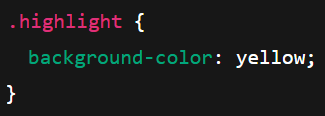 .highlight {
  background-color: yellow;
}